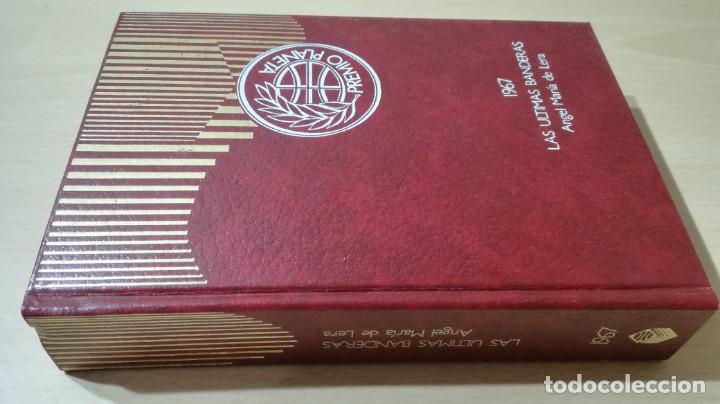 PREMIO PLANETA
1967
LAS ULTIMAS BANDERAS
Angel María de Lera
LAS ULTIMAS BANDERAS
Angel María de Lera
1967
todocoleccion.net